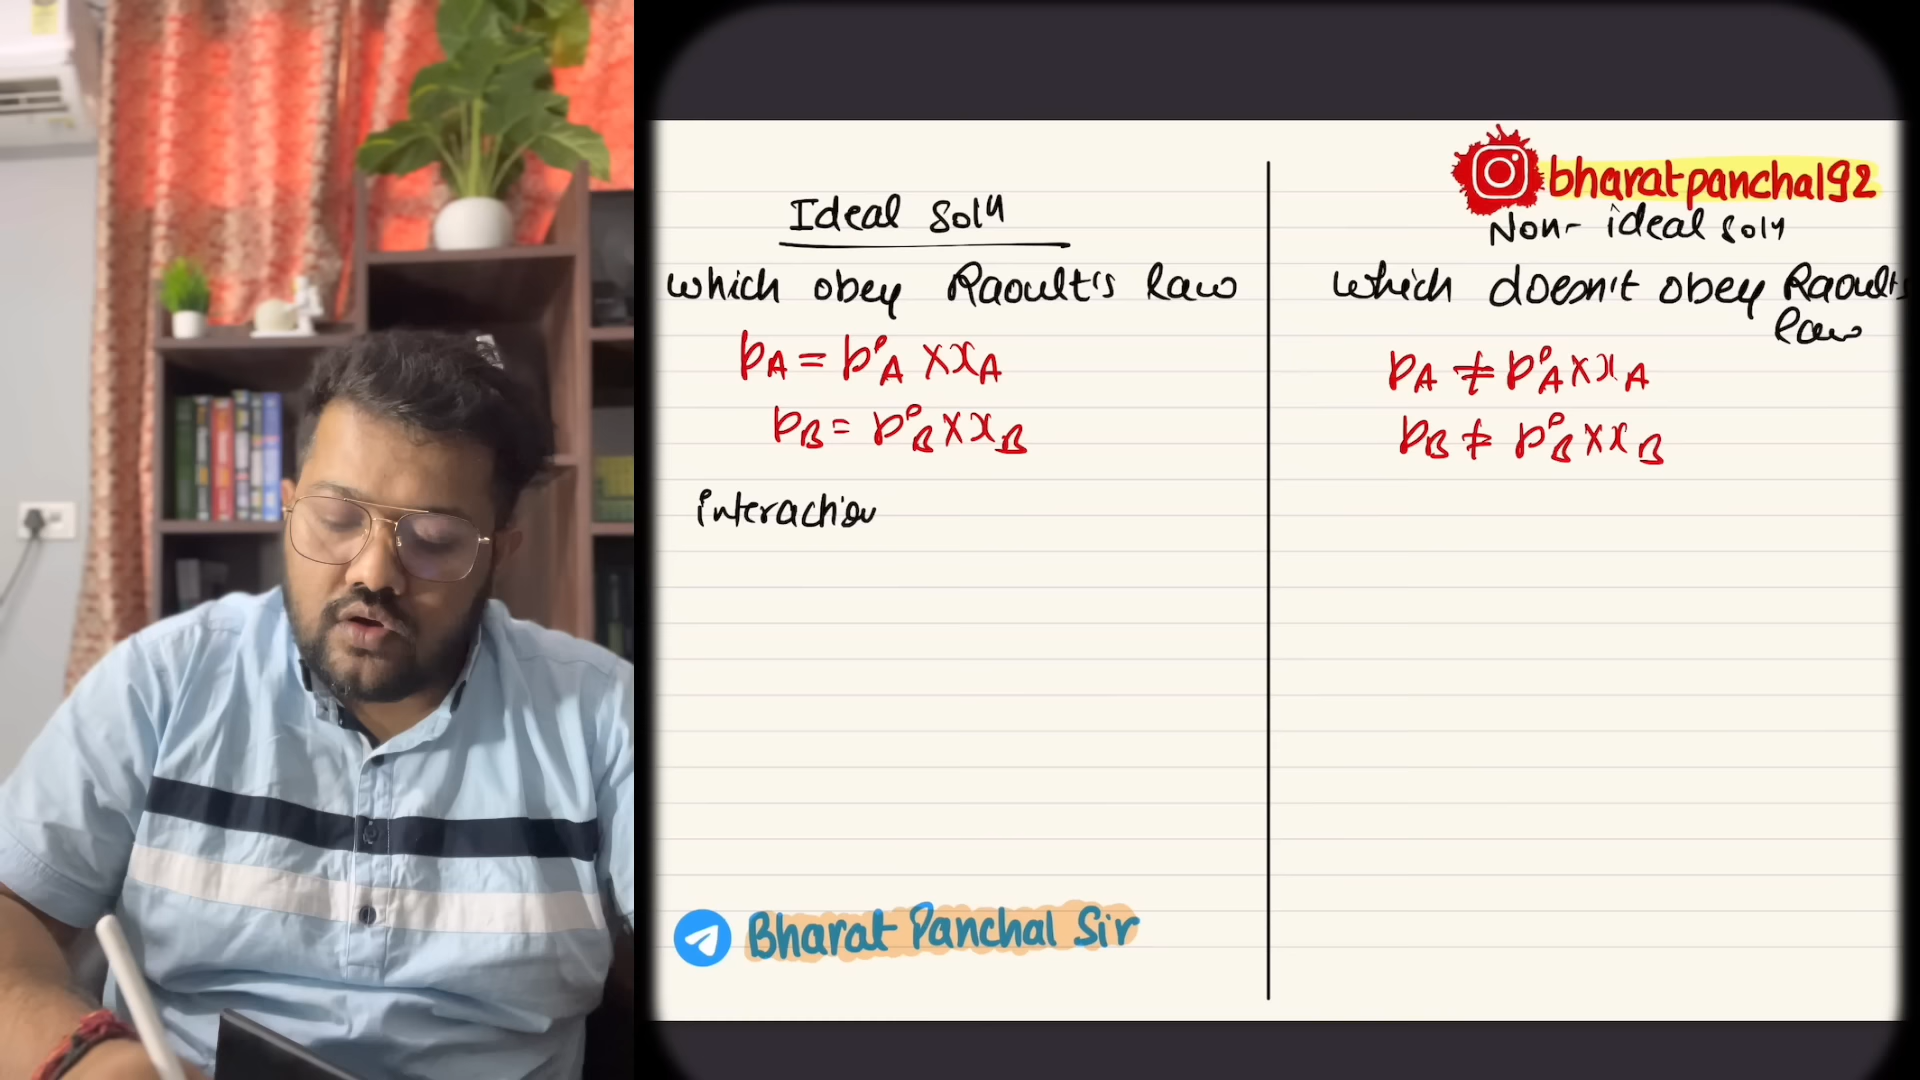 Ideal soln
which obey Raoult's law
pA = p°A × xA
pB = p°B × xB
interaction
Bharat Panchal Sir
bharatpanchal92
Non-ideal soln
which doesn't obey Raoult's
law
pA ≠ p°A × xA
pB ≠ p°B × xB